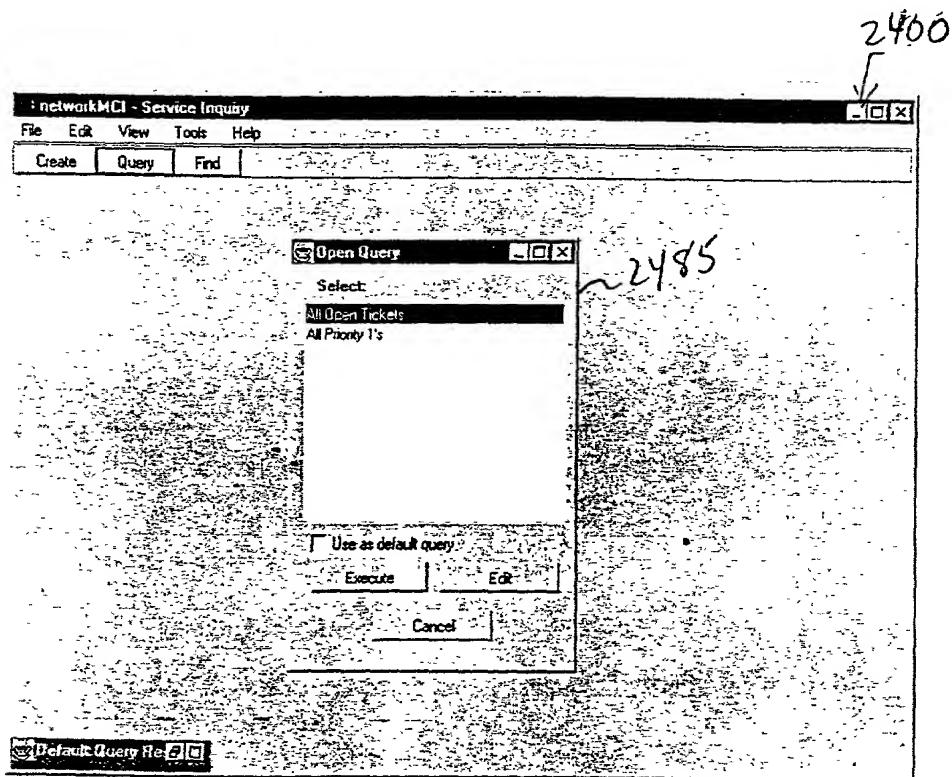 2400
networkMCI - Service Inquiry
File Edit View Tools Help
Create Query Find
Open Query
2485
Select:
All Open Tickets
All Priority 1's
Use as default query
Execute Edit
Cancel
Default Query Re